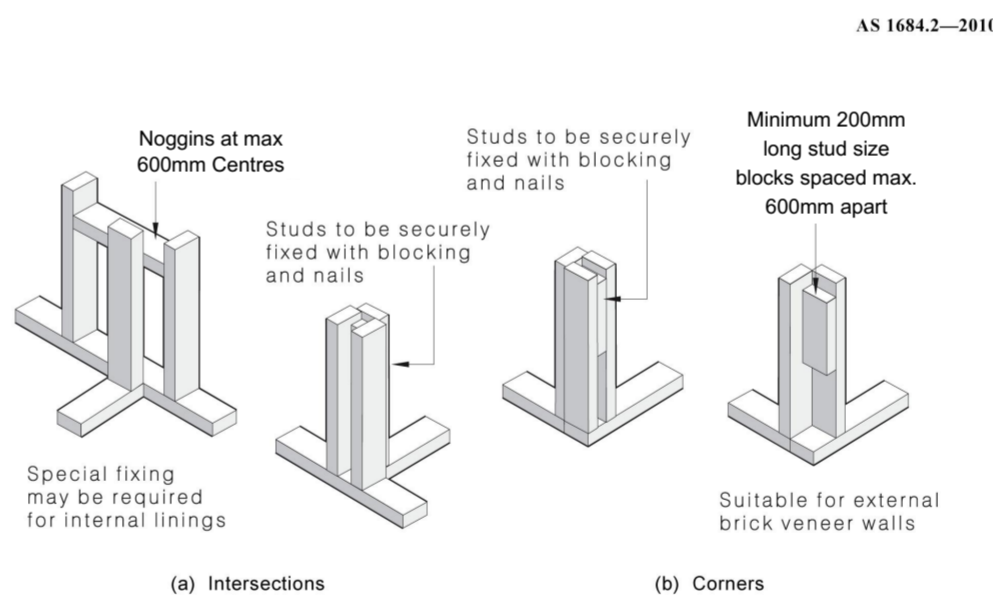 AS 1684.2—2010
Noggins at max
600mm Centres
Studs to be securely
fixed with blocking
and nails
Studs to be securely
fixed with blocking
and nails
Minimum 200mm
long stud size
blocks spaced max.
600mm apart
Special fixing
may be required
for internal linings
Suitable for external
brick veneer walls
(a) Intersections
(b) Corners